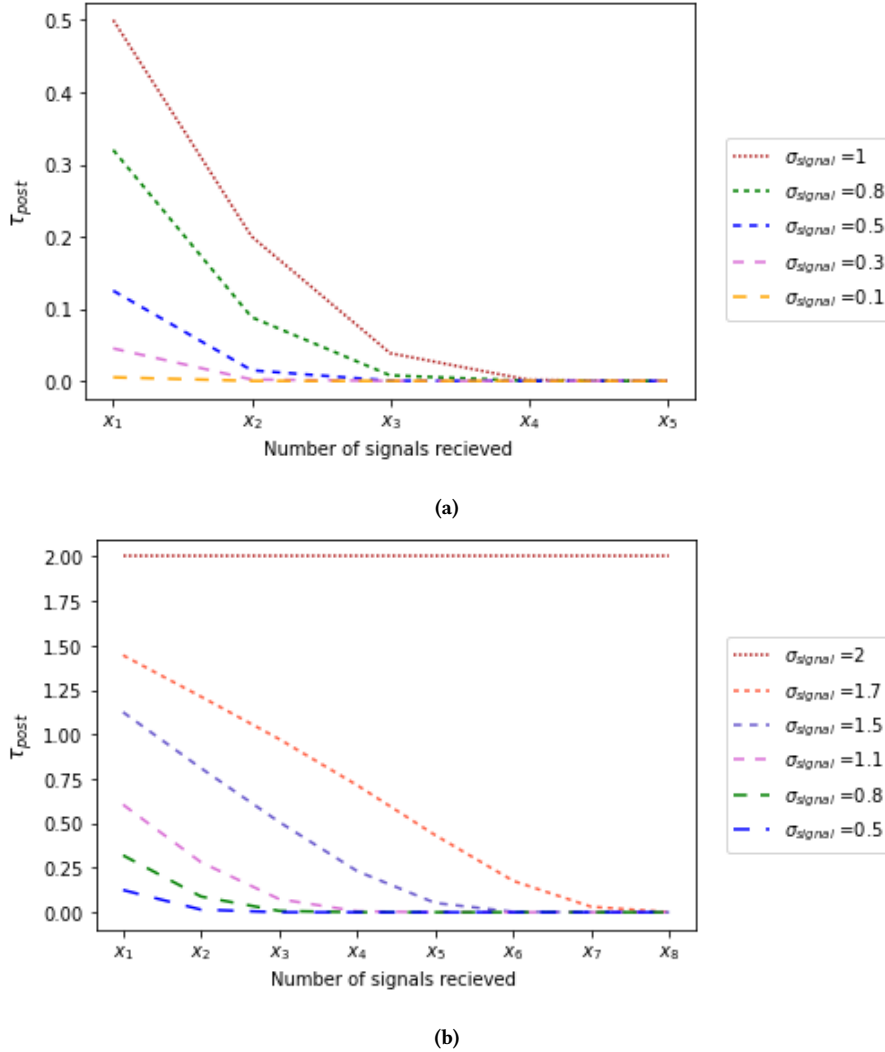 0.5
0.4
0.3
0.2
0.1
0.0
τpost
x1 x2 x3 x4 x5
Number of signals recieved
σsignal =1
σsignal =0.8
σsignal =0.5
σsignal =0.3
σsignal =0.1
(a)
2.00
1.75
1.50
1.25
1.00
0.75
0.50
0.25
0.00
τpost
x1 x2 x3 x4 x5 x6 x7 x8
Number of signals recieved
σsignal =2
σsignal =1.7
σsignal =1.5
σsignal =1.1
σsignal =0.8
σsignal =0.5
(b)